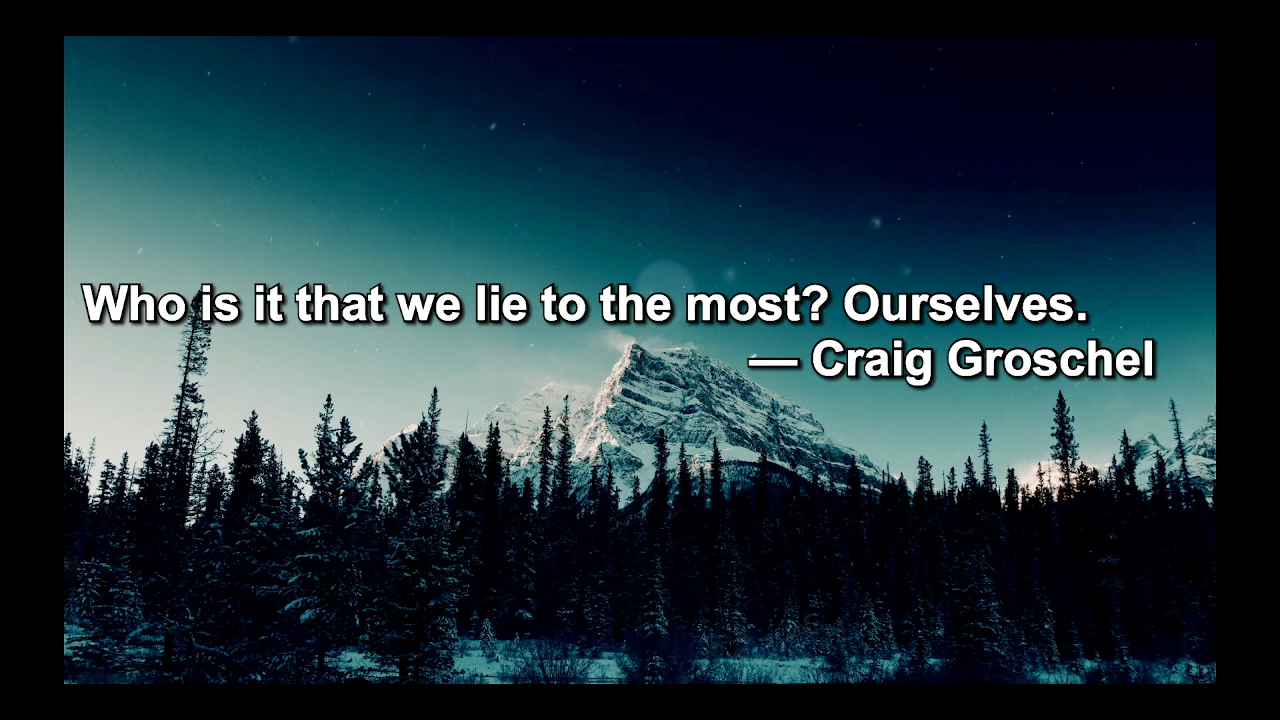 Who is it that we lie to the most? Ourselves.
— Craig Groschel